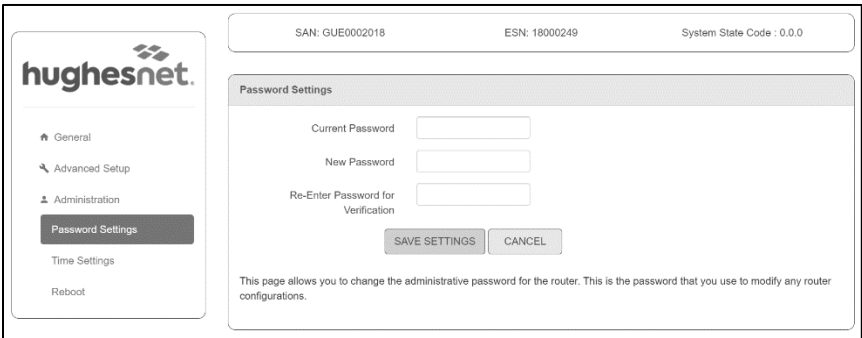 SAN: GUE0002018 ESN: 18000249 System State Code : 0.0.0
hughesnet.
General
Advanced Setup
Administration
Password Settings
Time Settings
Reboot
Password Settings
Current Password
New Password
Re-Enter Password for
Verification
SAVE SETTINGS CANCEL
This page allows you to change the administrative password for the router. This is the password that you use to modify any router
configurations.